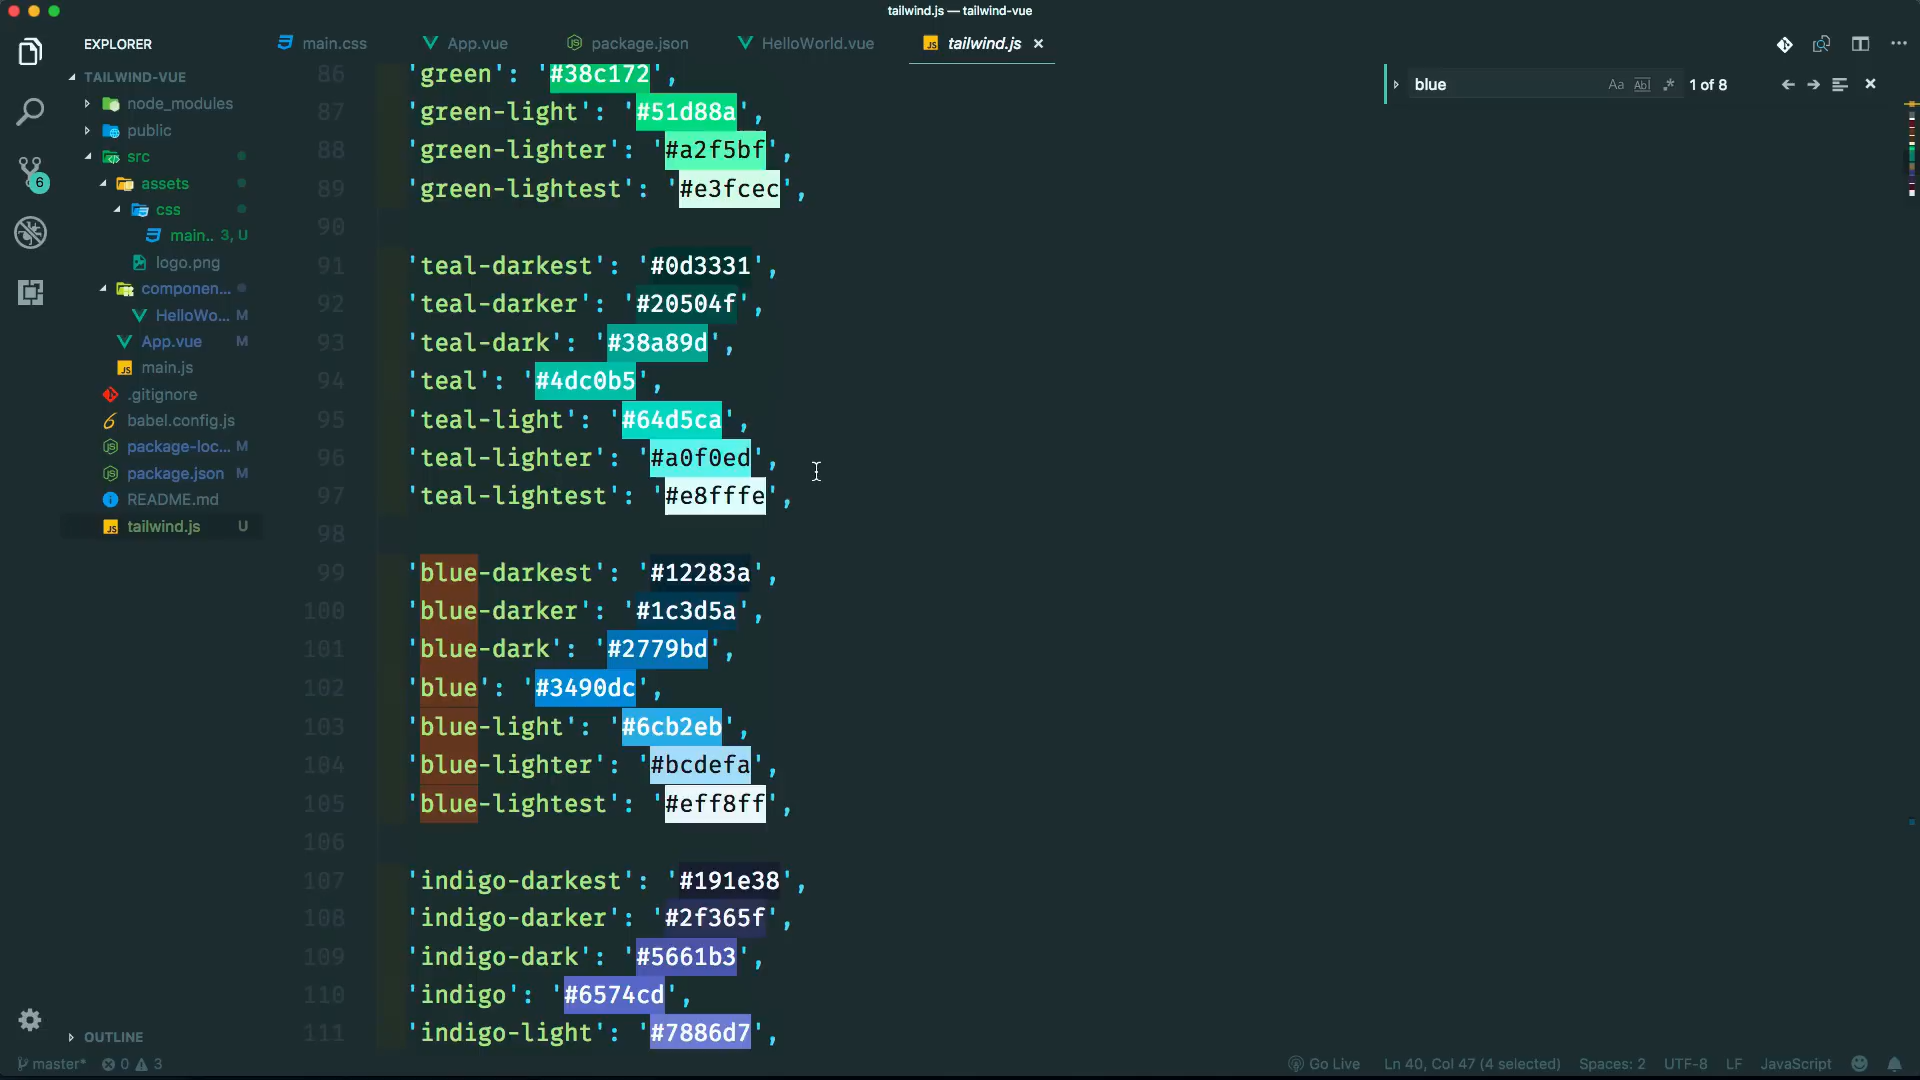 tailwind.js — tailwind-vue
EXPLORER
main.css
App.vue
package.json
HelloWorld.vue
tailwind.js
TAILWIND-VUE
node_modules
public
src
assets
css
main.. 3, U
logo.png
componen...
HelloWo... M
App.vue M
main.js
.gitignore
babel.config.js
package-loc... M
package.json M
README.md
tailwind.js U
OUTLINE
blue
Aa Abl .* 1 of 8
86 'green': '#38c172',
87 'green-light': '#51d88a',
88 'green-lighter': '#a2f5bf',
89 'green-lightest': '#e3fcec',
90
91 'teal-darkest': '#0d3331',
92 'teal-darker': '#20504f',
93 'teal-dark': '#38a89d',
94 'teal': '#4dc0b5',
95 'teal-light': '#64d5ca',
96 'teal-lighter': '#a0f0ed',
97 'teal-lightest': '#e8fffe',
98
99 'blue-darkest': '#12283a',
100 'blue-darker': '#1c3d5a',
101 'blue-dark': '#2779bd',
102 'blue': '#3490dc',
103 'blue-light': '#6cb2eb',
104 'blue-lighter': '#bcdefa',
105 'blue-lightest': '#eff8ff',
106
107 'indigo-darkest': '#191e38',
108 'indigo-darker': '#2f365f',
109 'indigo-dark': '#5661b3',
110 'indigo': '#6574cd',
111 'indigo-light': '#7886d7',
6
master* 0 3
Go Live Ln 40, Col 47 (4 selected) Spaces: 2 UTF-8 LF JavaScript